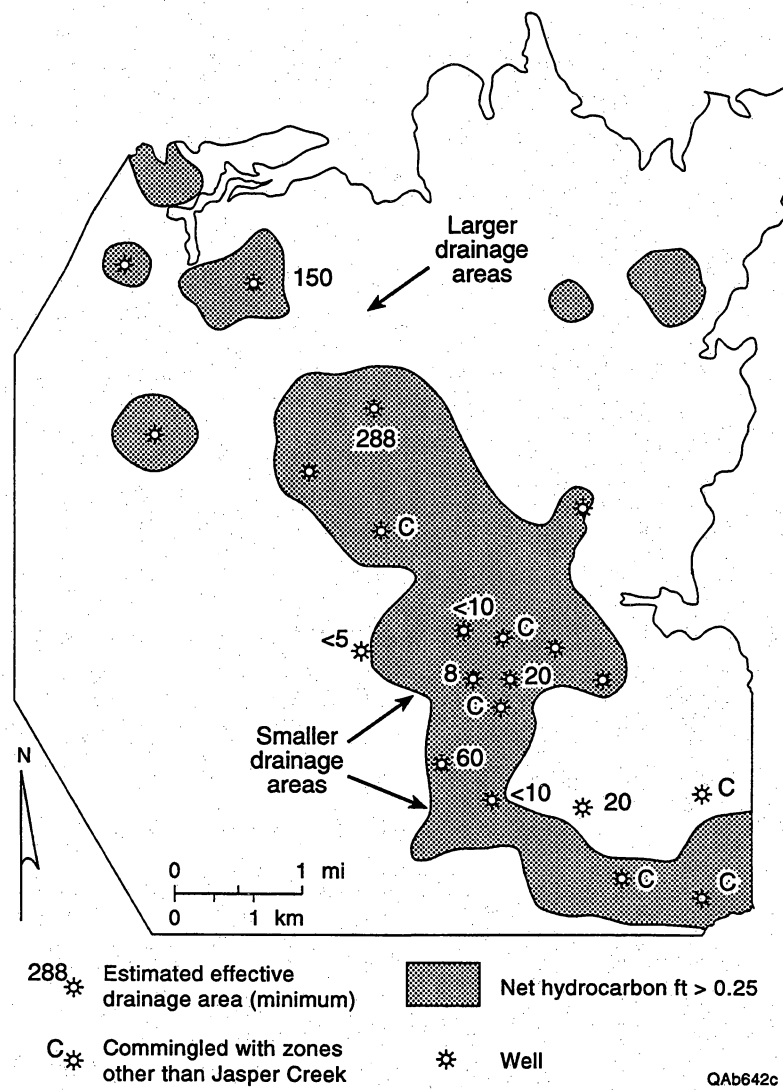 Larger
drainage
areas
150
288
C
<10
C
<5
8
20
C
Smaller
drainage
areas
60
<10
20
C
N
0 1 mi
0 1 km
C
C
288 Estimated effective
drainage area (minimum)
Net hydrocarbon ft > 0.25
C Commingled with zones
other than Jasper Creek
Well
QAb642c